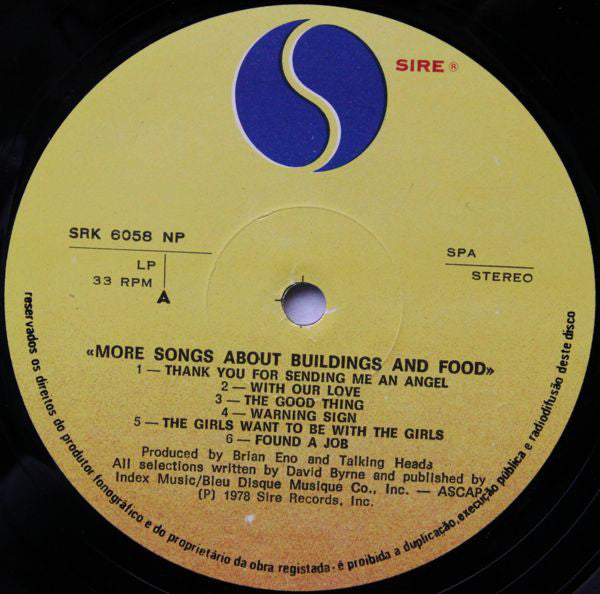 SIRE ®
SRK 6058 NP
LP
33 RPM
A
SPA
STEREO
«MORE SONGS ABOUT BUILDINGS AND FOOD»
1 — THANK YOU FOR SENDING ME AN ANGEL
2 — WITH OUR LOVE
3 — THE GOOD THING
4 — WARNING SIGN
5 — THE GIRLS WANT TO BE WITH THE GIRLS
6 — FOUND A JOB
Produced by Brian Eno and Talking Heads
All selections written by David Byrne and published by
Index Music/Bleu Disque Musique Co., Inc. — ASCAP
(P) 1978 Sire Records, Inc.
reservados os direitos do produtor fonográfico e do proprietário da obra registada - é proibida a duplicação, execução pública e radiodifusão deste disco